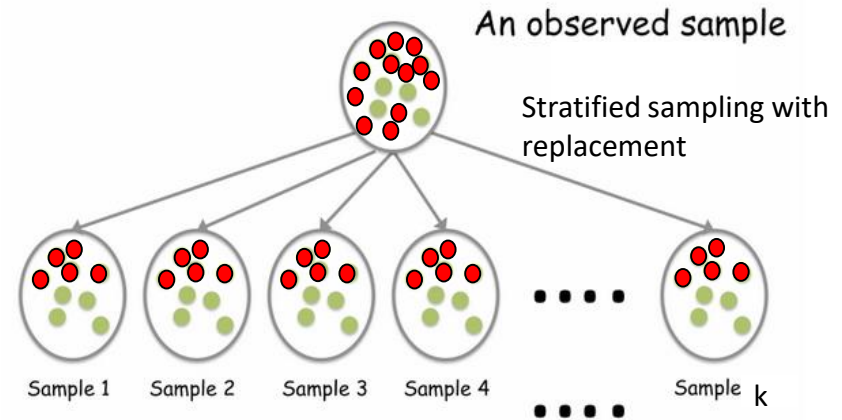 An observed sample
Stratified sampling with
replacement
Sample 1
Sample 2
Sample 3
Sample 4
Sample k